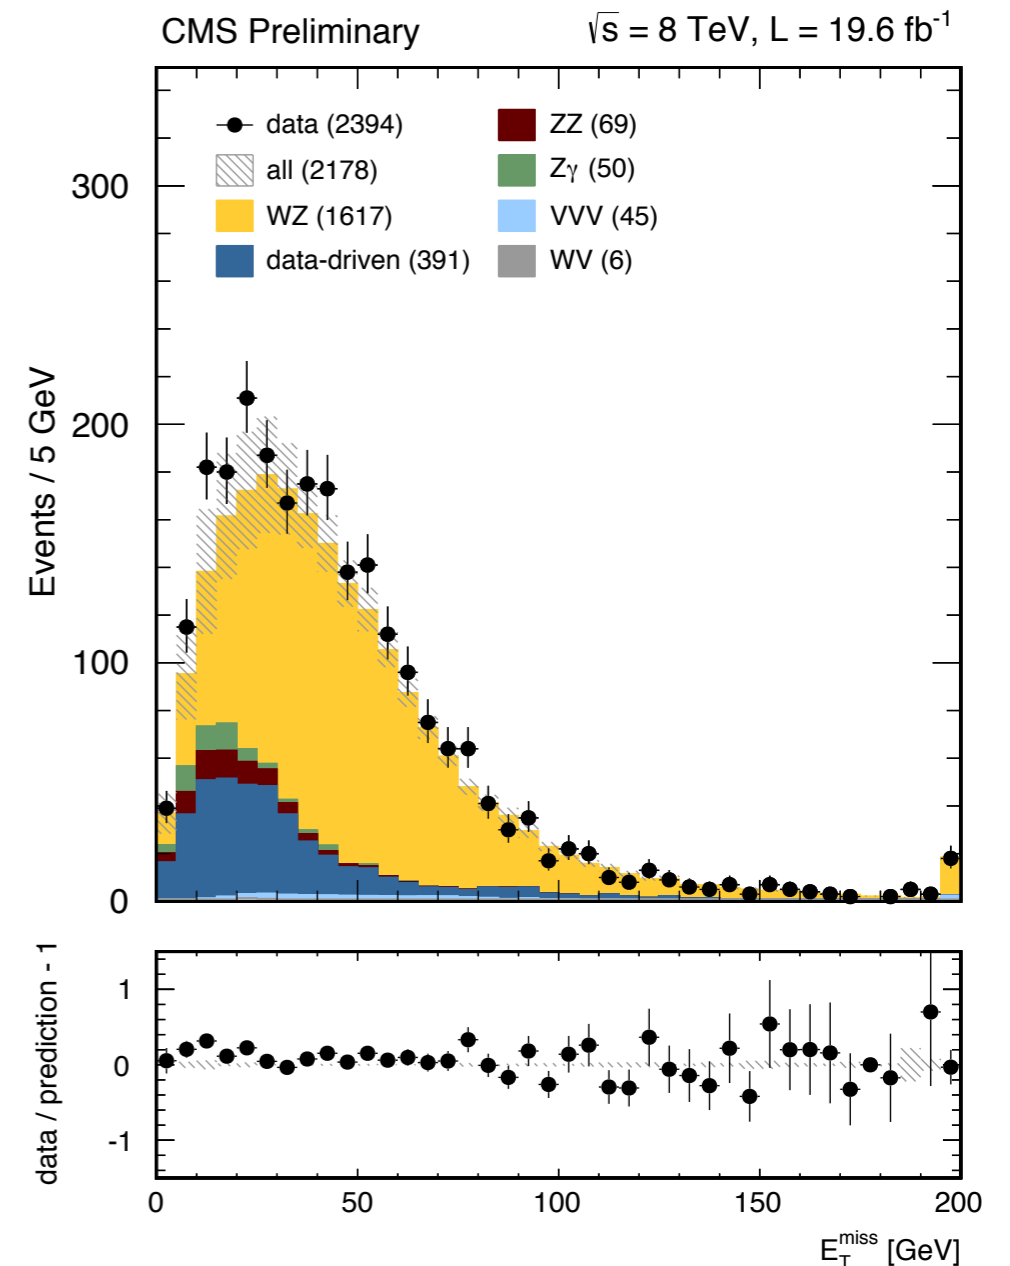 CMS Preliminary
√s = 8 TeV, L = 19.6 fb⁻¹
data (2394)
all (2178)
WZ (1617)
data-driven (391)
ZZ (69)
Zγ (50)
VVV (45)
WV (6)
Events / 5 GeV
300
200
100
0
data / prediction - 1
1
0
-1
0 50 100 150 200
E_T^miss [GeV]